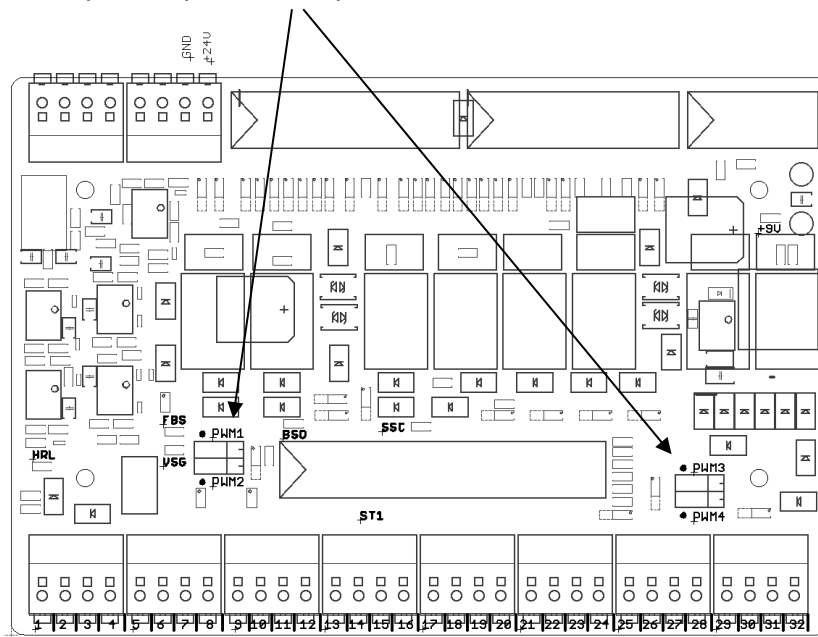 GND
+24V
+9V
FBS
PWM1
BSO
SSC
HRL
VSG
PWM2
PWM3
PWM4
ST1
1 2 3 4 5 6 7 8 9 10 11 12 13 14 15 16 17 18 19 20 21 22 23 24 25 26 27 28 29 30 31 32